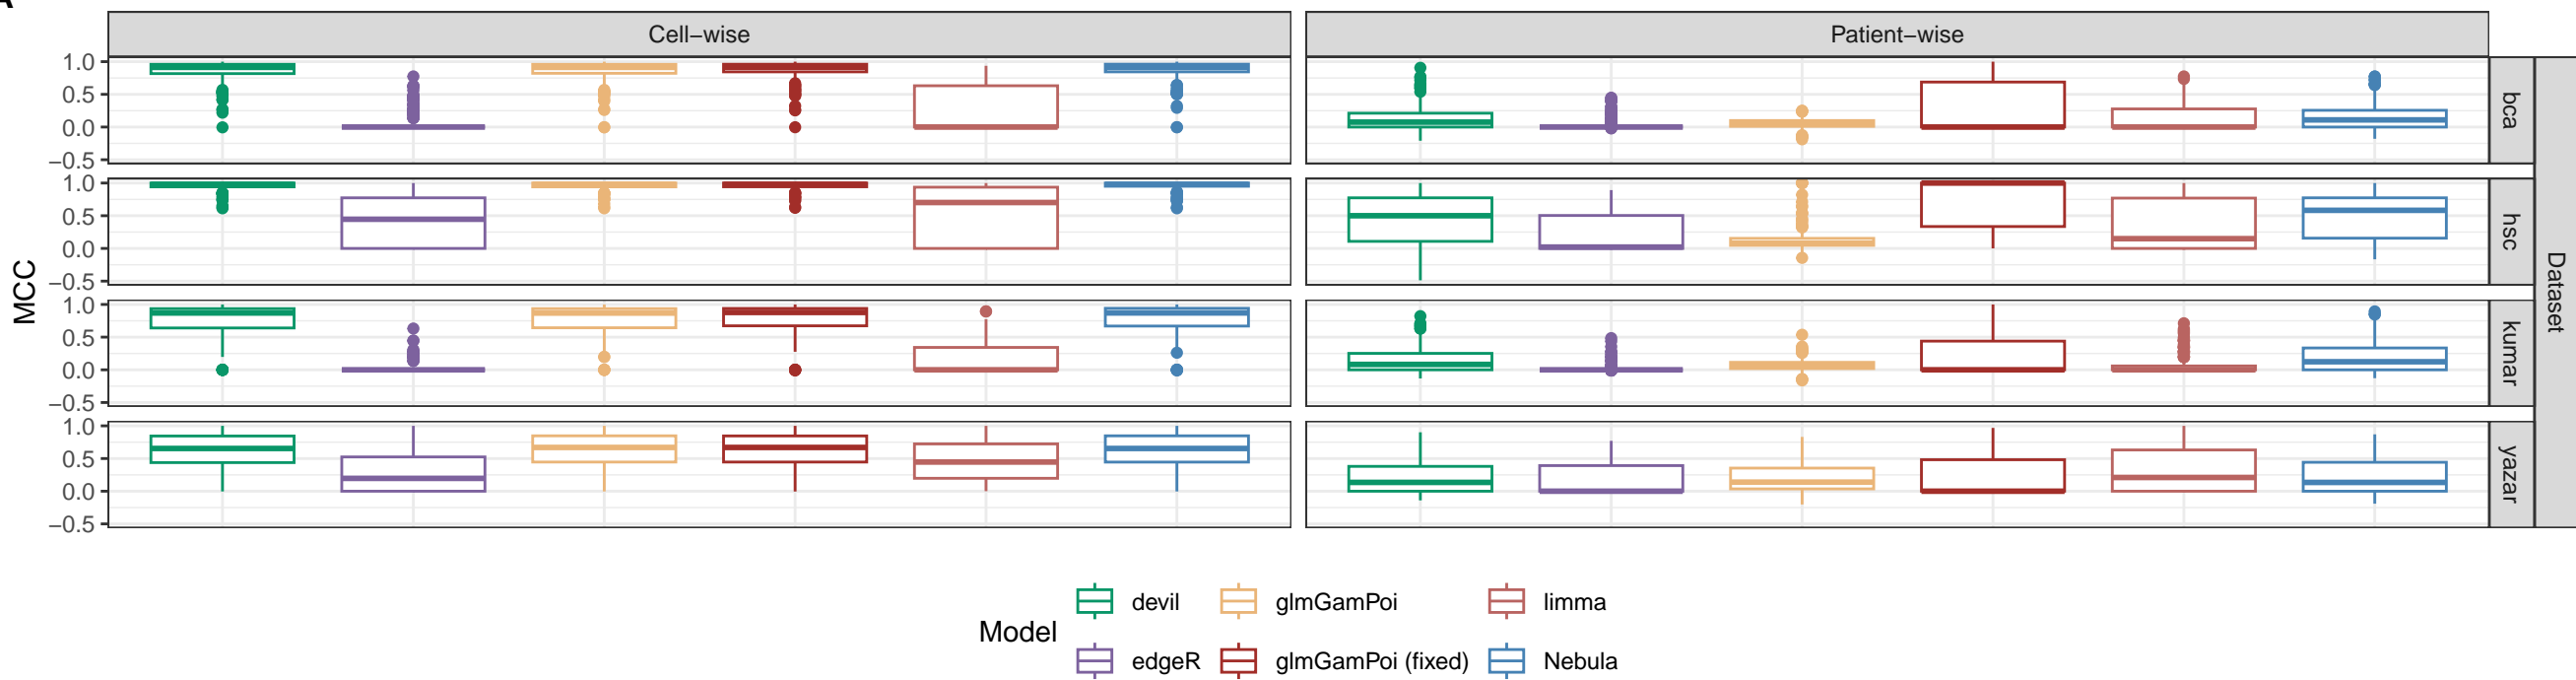 A
Cell−wise Patient−wise
1.0
0.5
0.0
−0.5
bca
1.0
0.5
0.0
−0.5
hsc
1.0
0.5
0.0
−0.5
kumar
1.0
0.5
0.0
−0.5
yazar
MCC
Dataset
Model
devil glmGamPoi limma
edgeR glmGamPoi (fixed) Nebula